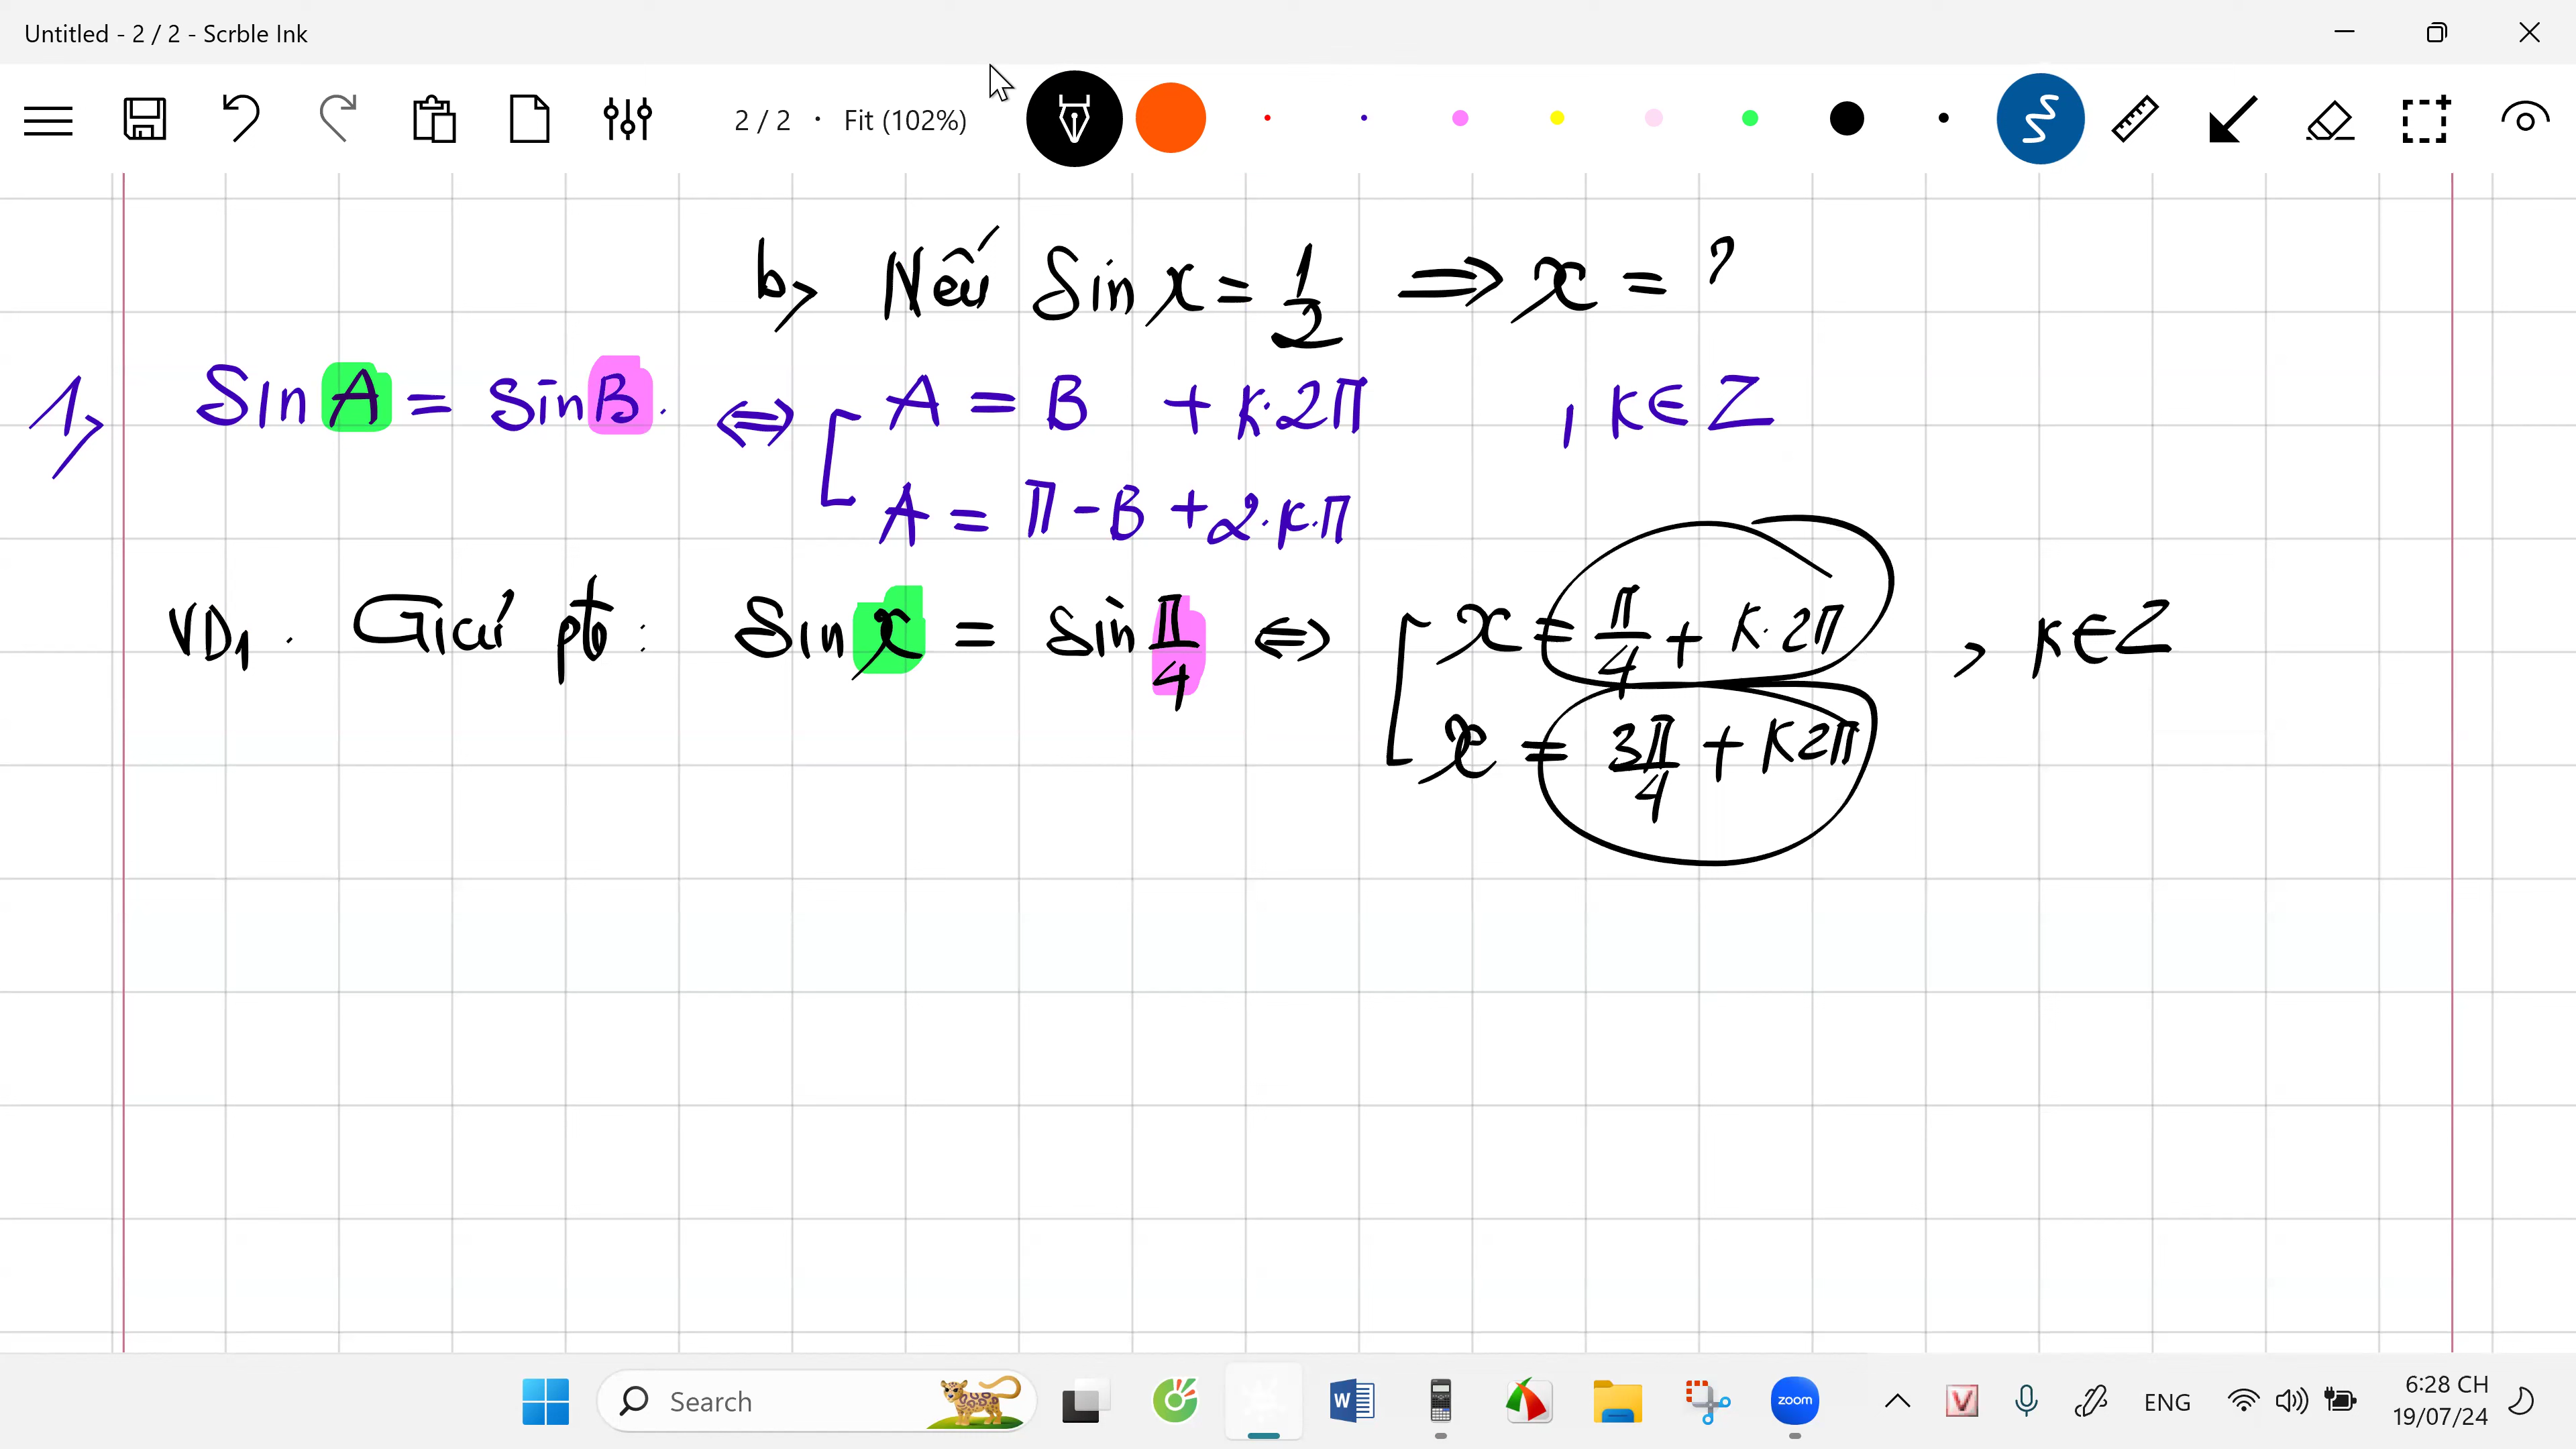 Untitled - 2 / 2 - Scrble Ink
2 / 2 · Fit (102%)
b, Nếu Sin x = 1/2 ⟹ x = ?
1, Sin A = sin B. ⟺ [ A = B + k.2π , k ∈ Z
A = π - B + 2.k.π
VD1. Giải pt: Sin x = sin π/4 ⟺ [ x = π/4 + k.2π , k ∈ Z
x = 3π/4 + k2π
Search
zoom
ENG
6:28 CH
19/07/24